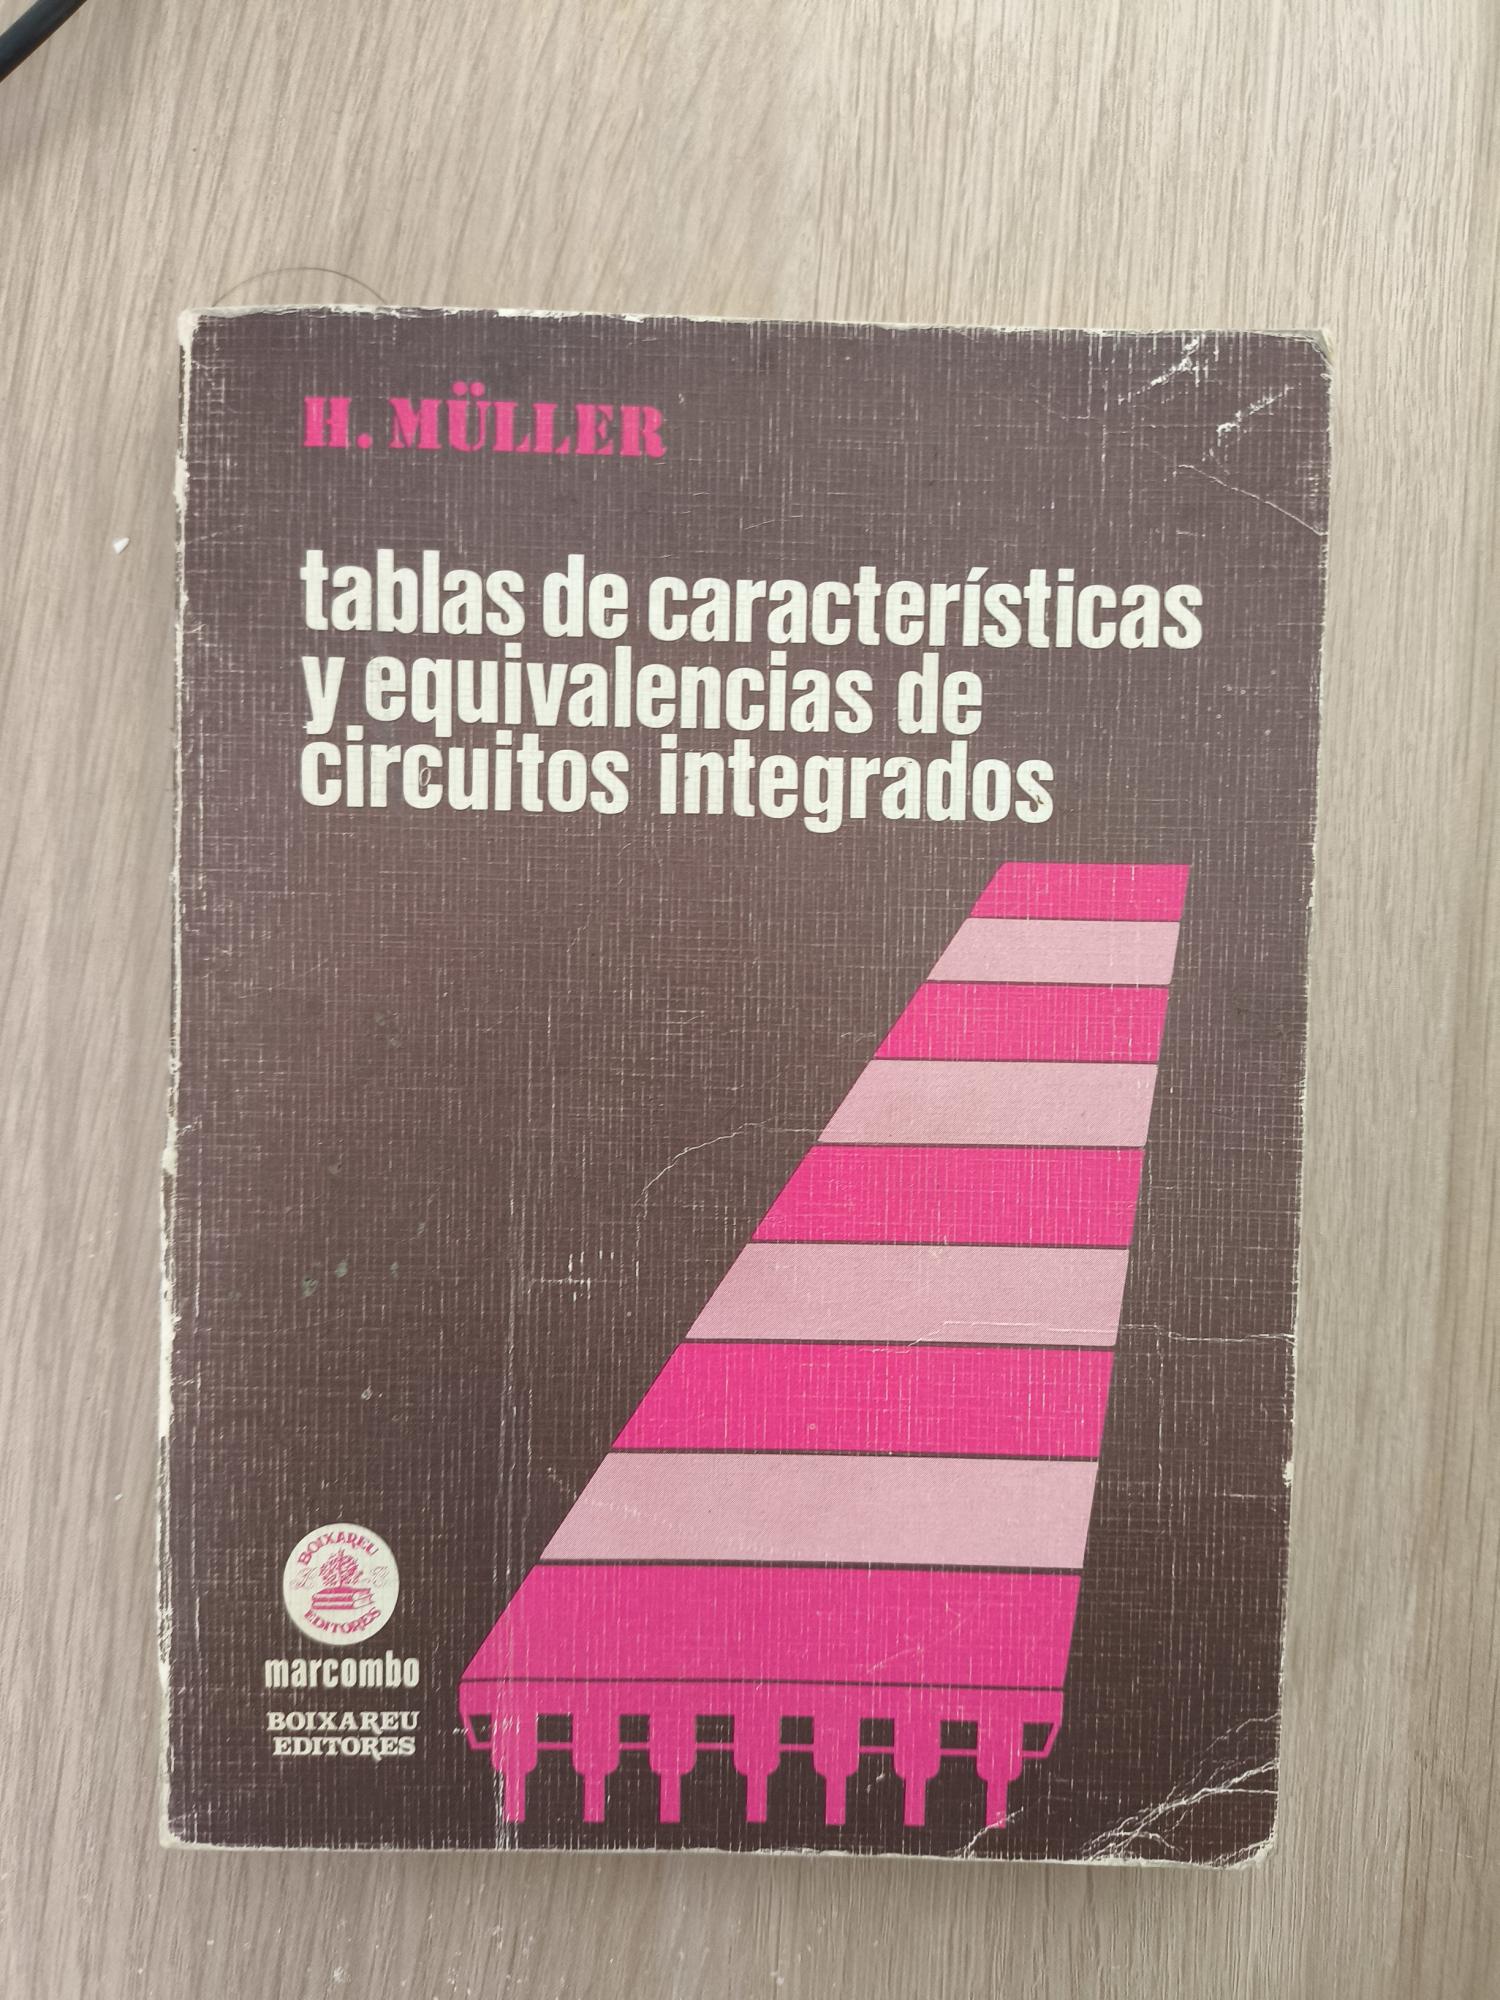 H. MÜLLER
tablas de características
y equivalencias de
circuitos integrados
BOIXAREU
EDITORES
marcombo
BOIXAREU
EDITORES